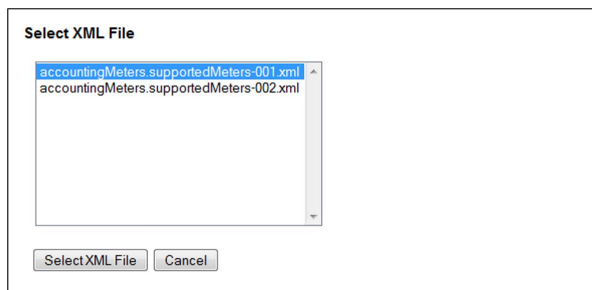 Select XML File
accountingMeters.supportedMeters-001.xml
accountingMeters.supportedMeters-002.xml
Select XML File Cancel